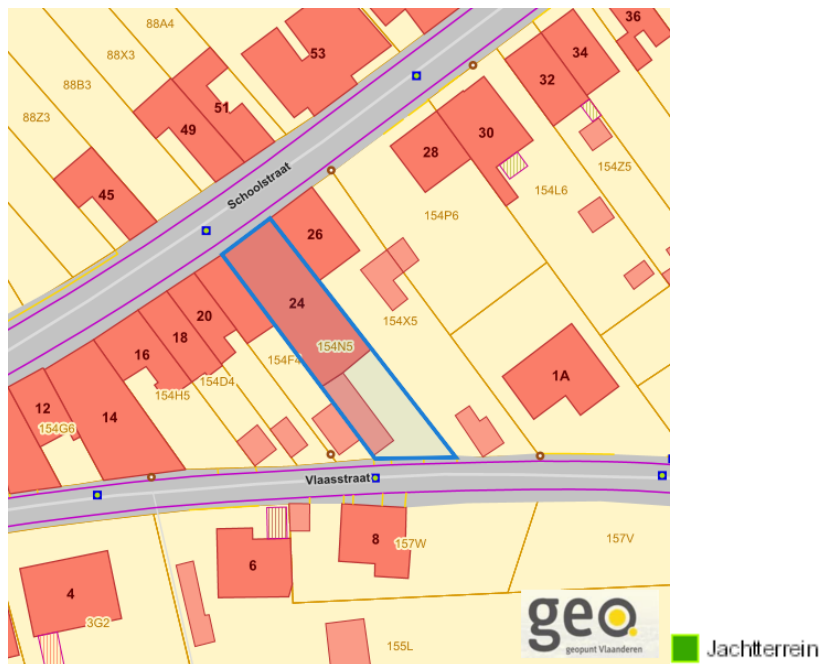 88A4
36
88X3
53
34
88B3
32
51
88Z3
49
30
28
154Z5
45
Schoolstraat
154L6
154P6
26
24
20
154X5
18
154N5
16
154F4
1A
154D4
154H5
12
14
154G6
Vlaasstraat
8
157W
157V
6
4
3G2
geo
geopunt Vlaanderen
155L
Jachtterrein